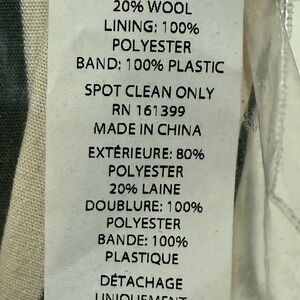 20% WOOL
LINING: 100%
POLYESTER
BAND: 100% PLASTIC
SPOT CLEAN ONLY
RN 161399
MADE IN CHINA
EXTÉRIEURE: 80%
POLYESTER
20% LAINE
DOUBLURE: 100%
POLYESTER
BANDE: 100%
PLASTIQUE
DÉTACHAGE
UNIQUEMENT